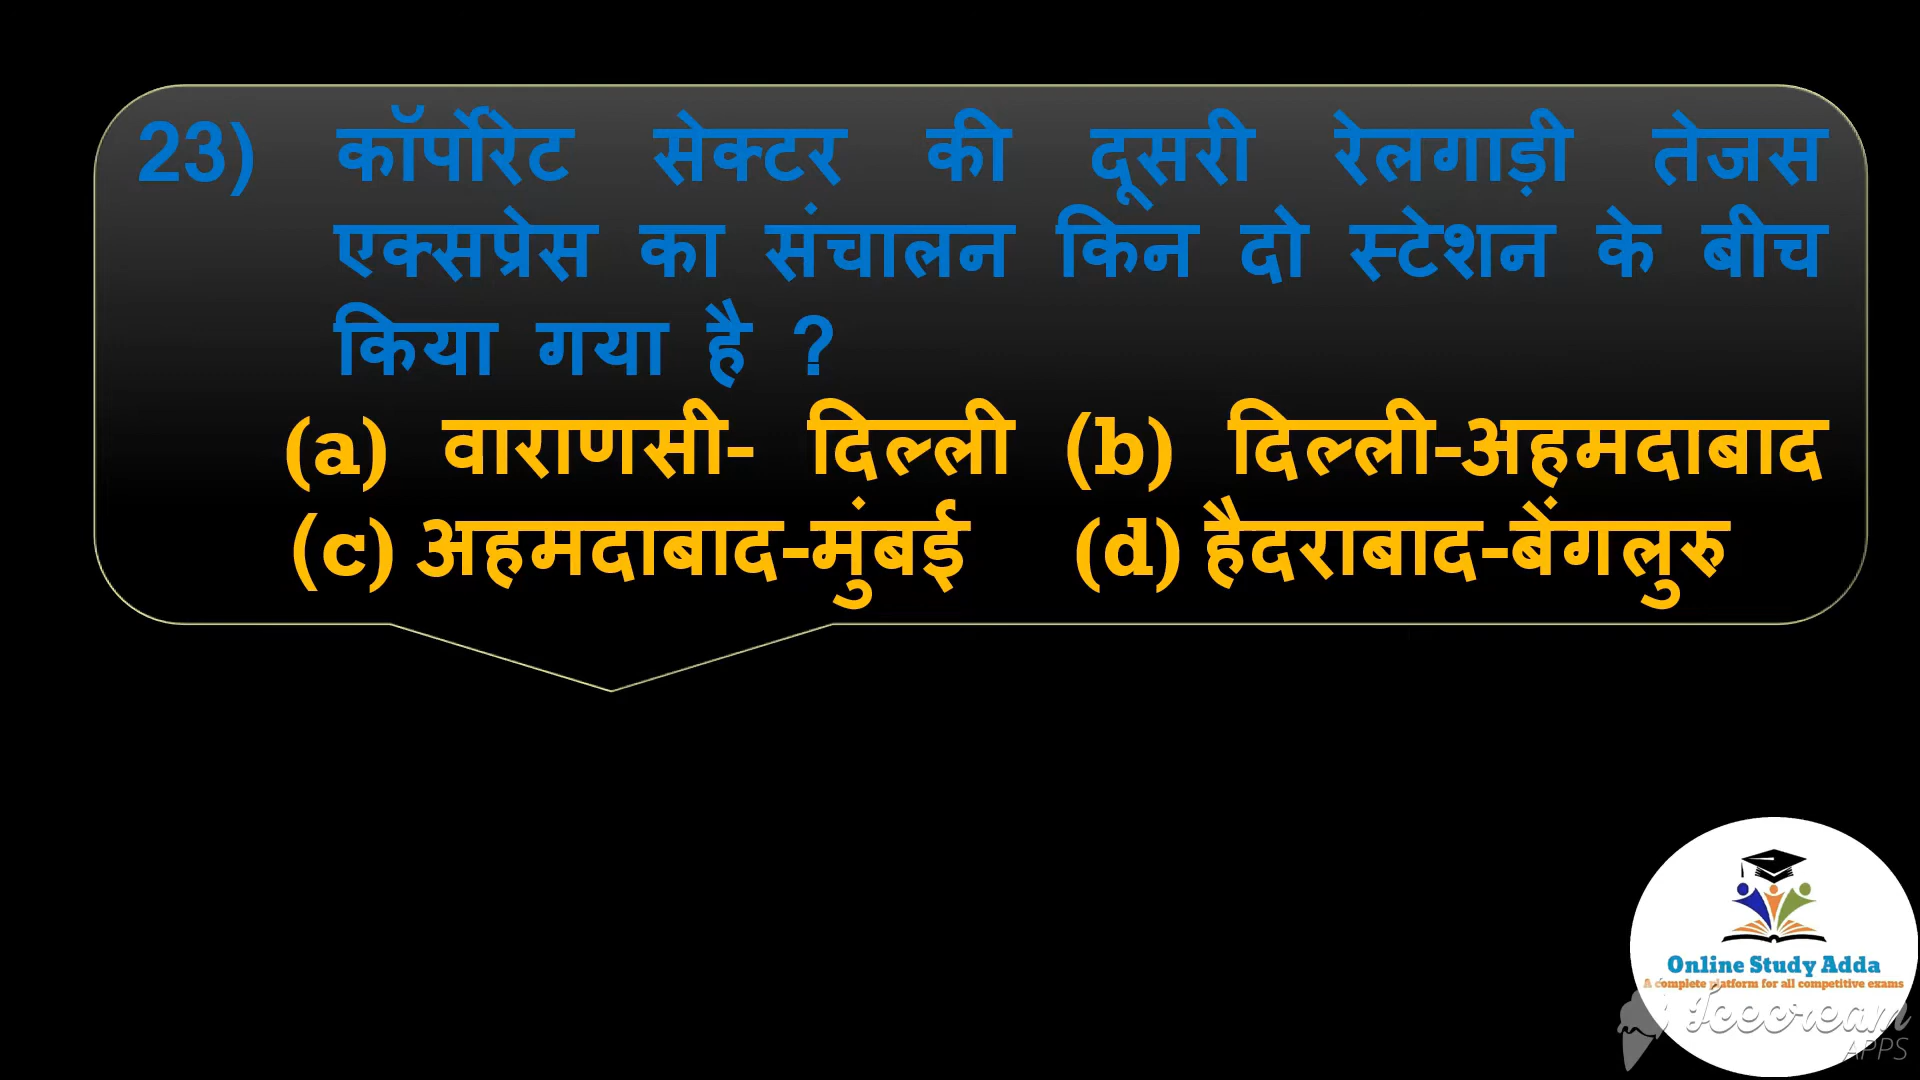 23) कॉर्पोरेट सेक्टर की दूसरी रेलगाड़ी तेजस
एक्सप्रेस का संचालन किन दो स्टेशन के बीच
किया गया है ?
(a) वाराणसी- दिल्ली (b) दिल्ली-अहमदाबाद
(c) अहमदाबाद-मुंबई (d) हैदराबाद-बेंगलुरु
Online Study Adda
A complete platform for all competitive exams
Icecream
APPS